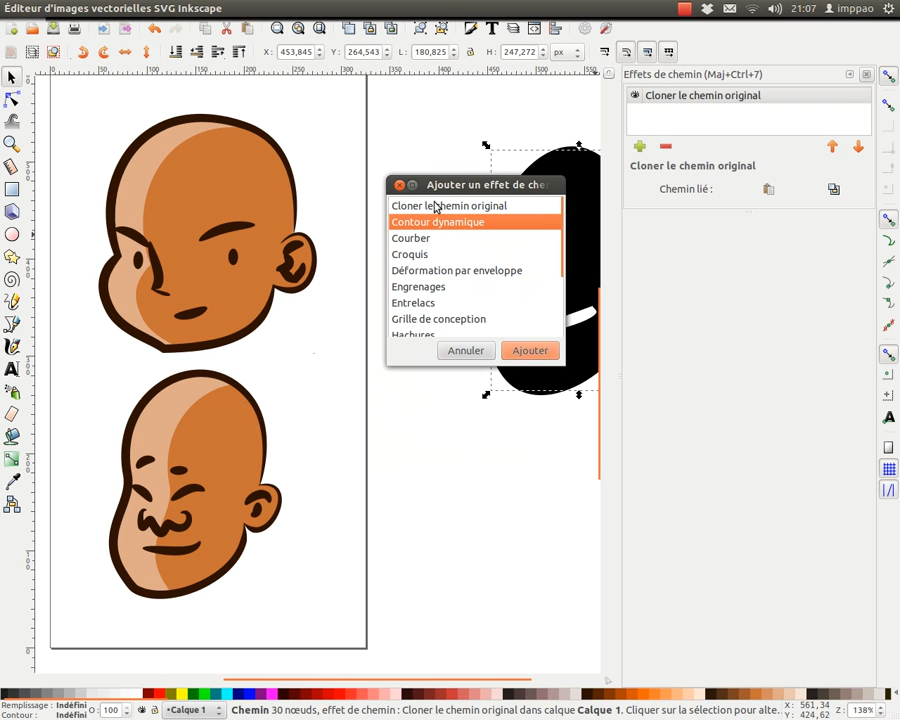 Éditeur d'images vectorielles SVG Inkscape
21:07
imppao
X :
453,845
Y :
264,543
L :
180,825
H :
247,272
px
Effets de chemin (Maj+Ctrl+7)
Cloner le chemin original
Cloner le chemin original
Chemin lié :
Ajouter un effet de che
Cloner le chemin original
Contour dynamique
Courber
Croquis
Déformation par enveloppe
Engrenages
Entrelacs
Grille de conception
Hachures
Annuler
Ajouter
Remplissage : Indéfini
Contour : Indéfini
O :
100
•Calque 1
Chemin 30 nœuds, effet de chemin : Cloner le chemin original dans calque Calque 1. Cliquer sur la sélection pour alte..
X : 561,34
Y : 424,62
Z :
138%